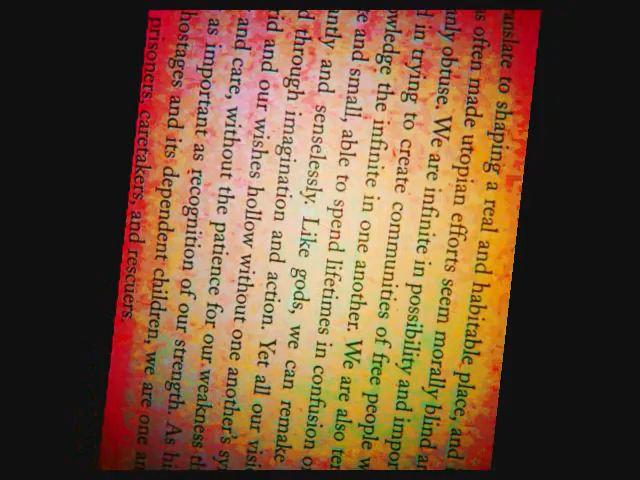 anslate to shaping a real and habitable place, and
s often made utopian efforts seem morally blind a
anly obtuse. We are infinite in possibility and impor
d in trying to create communities of free people w
owledge the infinite in one another. We are also te
e and small, able to spend lifetimes in confusion o
antly and senselessly. Like gods, we can remake
d through imagination and action. Yet all our visi
id and our wishes hollow without one another's sy
and care, without the patience for our weakness th
as important as recognition of our strength. As hi
hostages and its dependent children, we are one an
prisoners, caretakers, and rescuers.